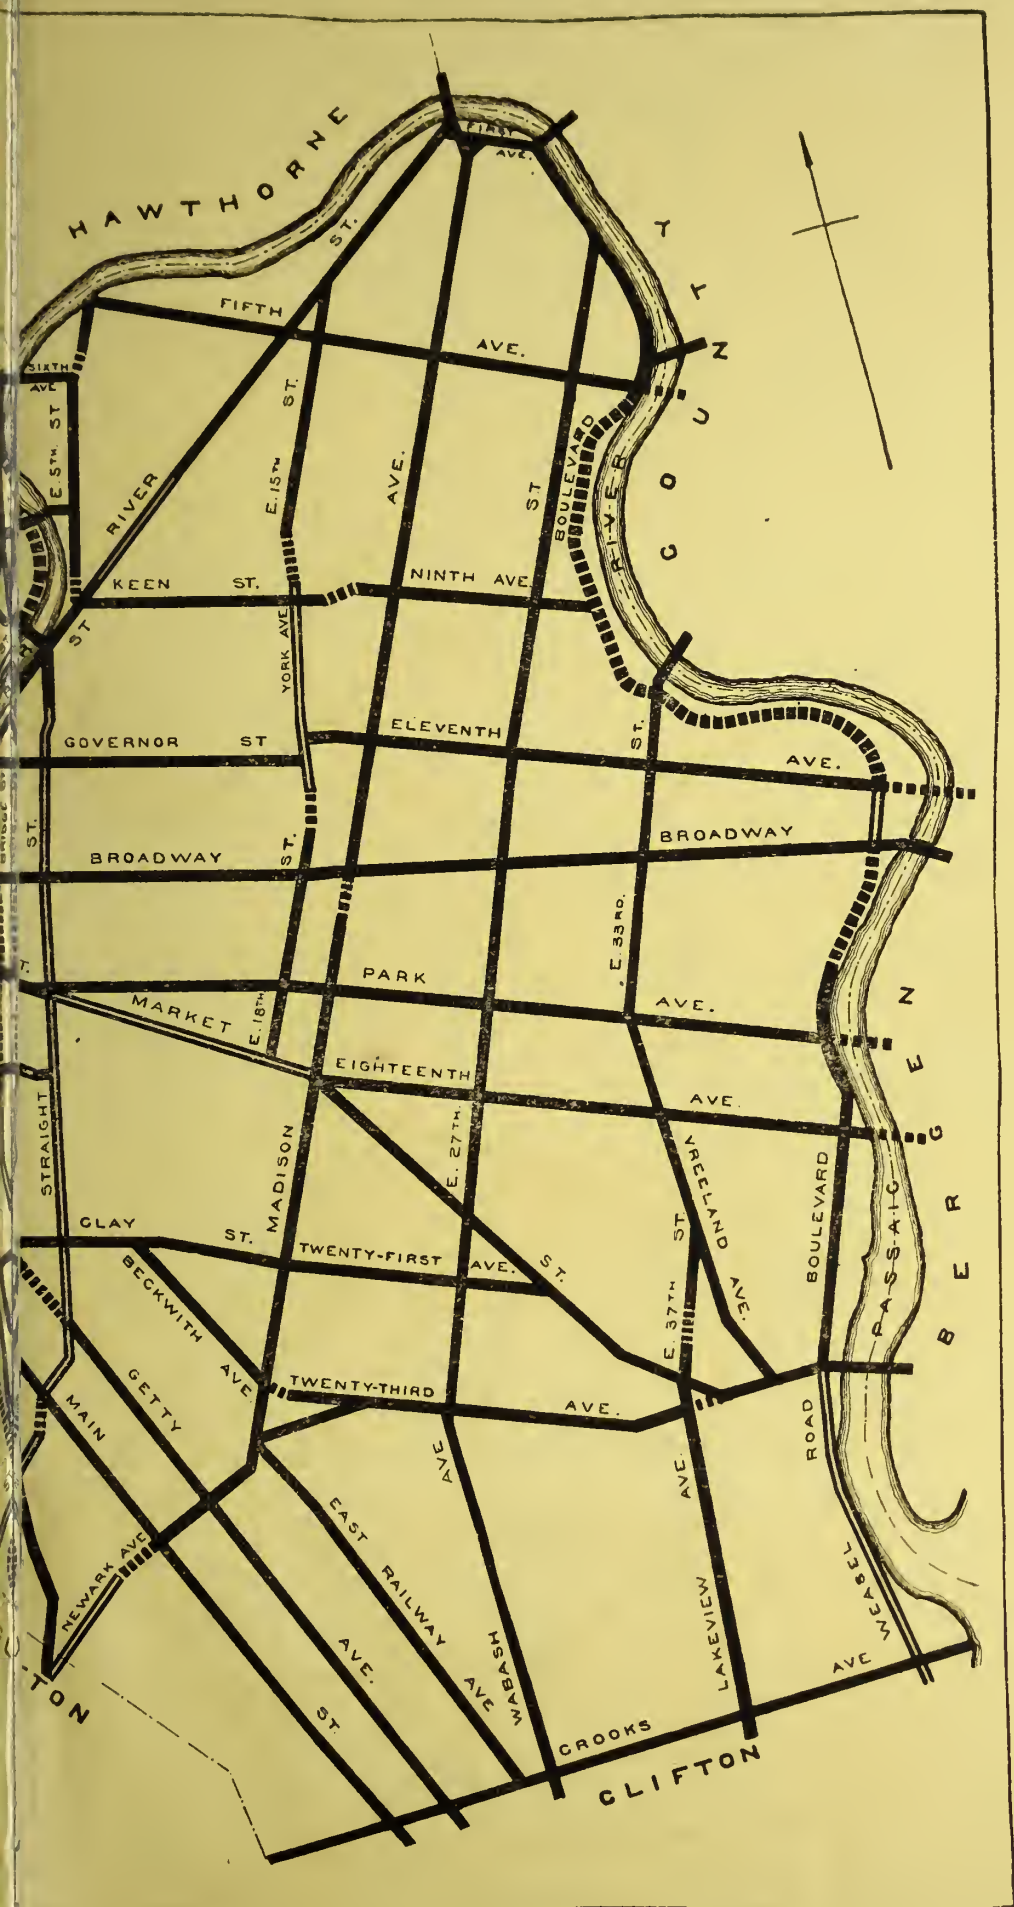 HAWTHORNE
FIRST
AVE.
ST.
FIFTH AVE.
SIXTH
AVE
E. 5TH ST
RIVER ST
E. 15TH ST.
AVE.
ST
BOULEVARD
RIVER
COUNTY
KEEN ST.
NINTH AVE.
YORK AVE.
GOVERNOR ST
ELEVENTH AVE.
ST.
ST.
ST.
BROADWAY
BROADWAY
E. 33RD.
PARK AVE.
MARKET
E. 18TH
EIGHTEENTH AVE.
STRAIGHT
MADISON
E. 27TH.
VREELAND AVE.
BOULEVARD
PASSAIC
BERGEN
CLAY ST.
TWENTY-FIRST AVE.
ST.
E. 37TH ST.
BECKWITH AVE.
TWENTY-THIRD AVE.
GETTY AVE.
MAIN ST.
AVE
AVE.
ROAD
NEWARK AVE
EAST RAILWAY AVE
WABASH
LAKEVIEW
WEASEL
CROOKS AVE
TON
CLIFTON